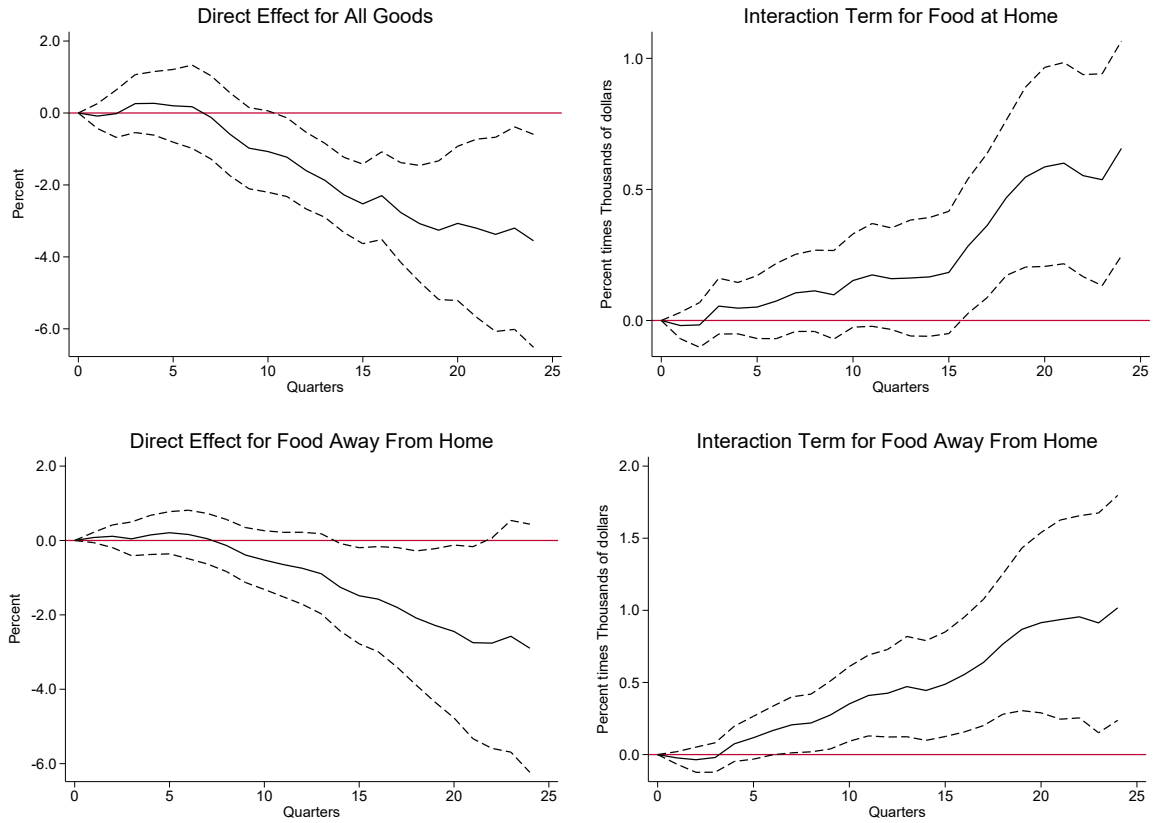 Direct Effect for All Goods
2.0
0.0
-2.0
-4.0
-6.0
Percent
0 5 10 15 20 25
Quarters
Interaction Term for Food at Home
1.0
0.5
0.0
Percent times Thousands of dollars
0 5 10 15 20 25
Quarters
Direct Effect for Food Away From Home
2.0
0.0
-2.0
-4.0
-6.0
Percent
0 5 10 15 20 25
Quarters
Interaction Term for Food Away From Home
2.0
1.5
1.0
0.5
0.0
Percent times Thousands of dollars
0 5 10 15 20 25
Quarters